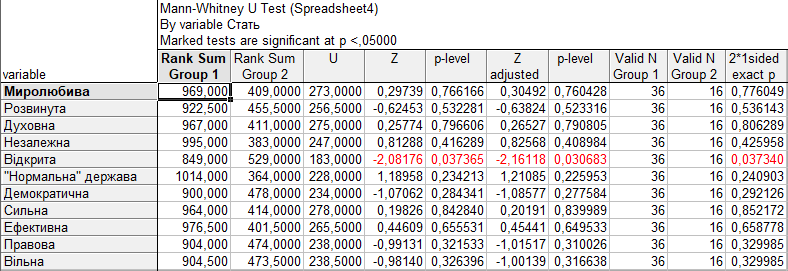 Mann-Whitney U Test (Spreadsheet4)
By variable Стать
Marked tests are significant at p <,05000
variable Rank Sum Group 1 Rank Sum Group 2 U Z p-level Z adjusted p-level Valid N Group 1 Valid N Group 2 2*1sided exact p
Миролюбива 969,000 409,0000 273,0000 0,29739 0,766166 0,30492 0,760428 36 16 0,776049
Розвинута 922,500 455,5000 256,5000 -0,62453 0,532281 -0,63824 0,523316 36 16 0,536143
Духовна 967,000 411,0000 275,0000 0,25774 0,796606 0,26527 0,790805 36 16 0,806289
Незалежна 995,000 383,0000 247,0000 0,81288 0,416289 0,82568 0,408984 36 16 0,425958
Відкрита 849,000 529,0000 183,0000 -2,08176 0,037365 -2,16118 0,030683 36 16 0,037340
"Нормальна" держава 1014,000 364,0000 228,0000 1,18958 0,234213 1,21085 0,225953 36 16 0,240903
Демократична 900,000 478,0000 234,0000 -1,07062 0,284341 -1,08577 0,277584 36 16 0,292126
Сильна 964,000 414,0000 278,0000 0,19826 0,842840 0,20191 0,839989 36 16 0,852172
Ефективна 976,500 401,5000 265,5000 0,44609 0,655531 0,45441 0,649533 36 16 0,658778
Правова 904,000 474,0000 238,0000 -0,99131 0,321533 -1,01517 0,310026 36 16 0,329985
Вільна 904,500 473,5000 238,5000 -0,98140 0,326396 -1,00139 0,316638 36 16 0,329985